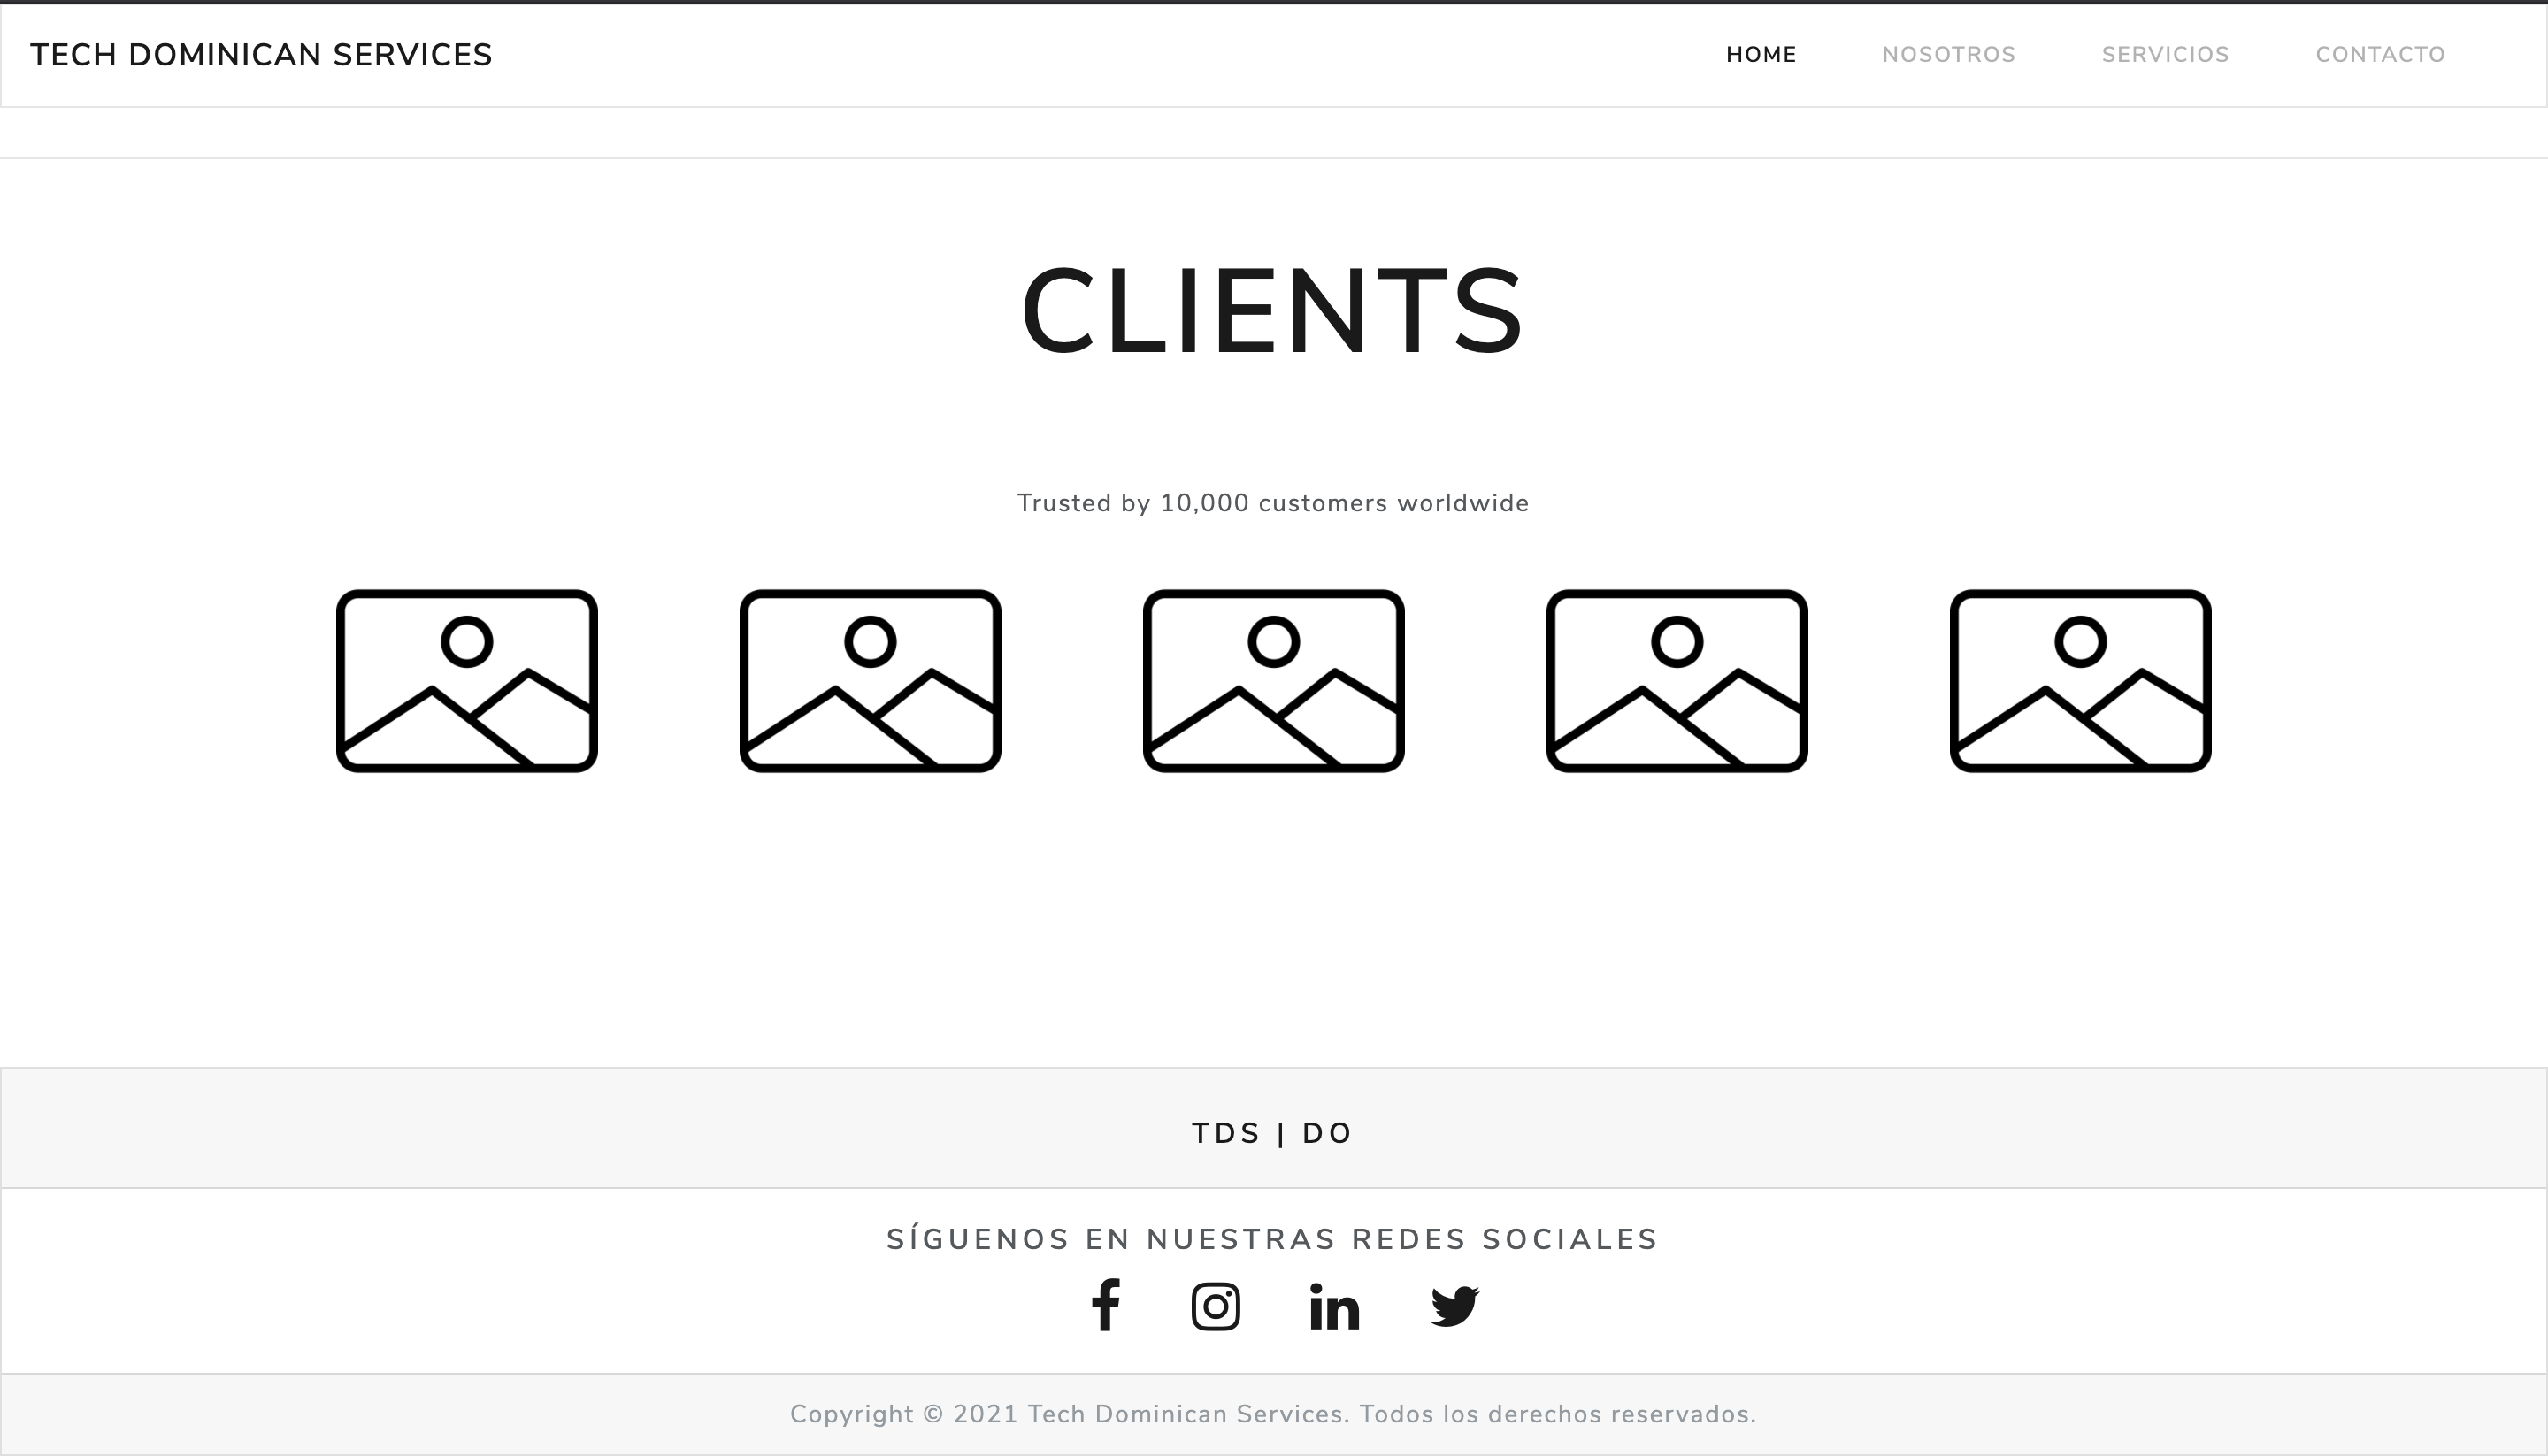 TECH DOMINICAN SERVICES
HOME NOSOTROS SERVICIOS CONTACTO
CLIENTS
Trusted by 10,000 customers worldwide
TDS | DO
SÍGUENOS EN NUESTRAS REDES SOCIALES
Copyright © 2021 Tech Dominican Services. Todos los derechos reservados.